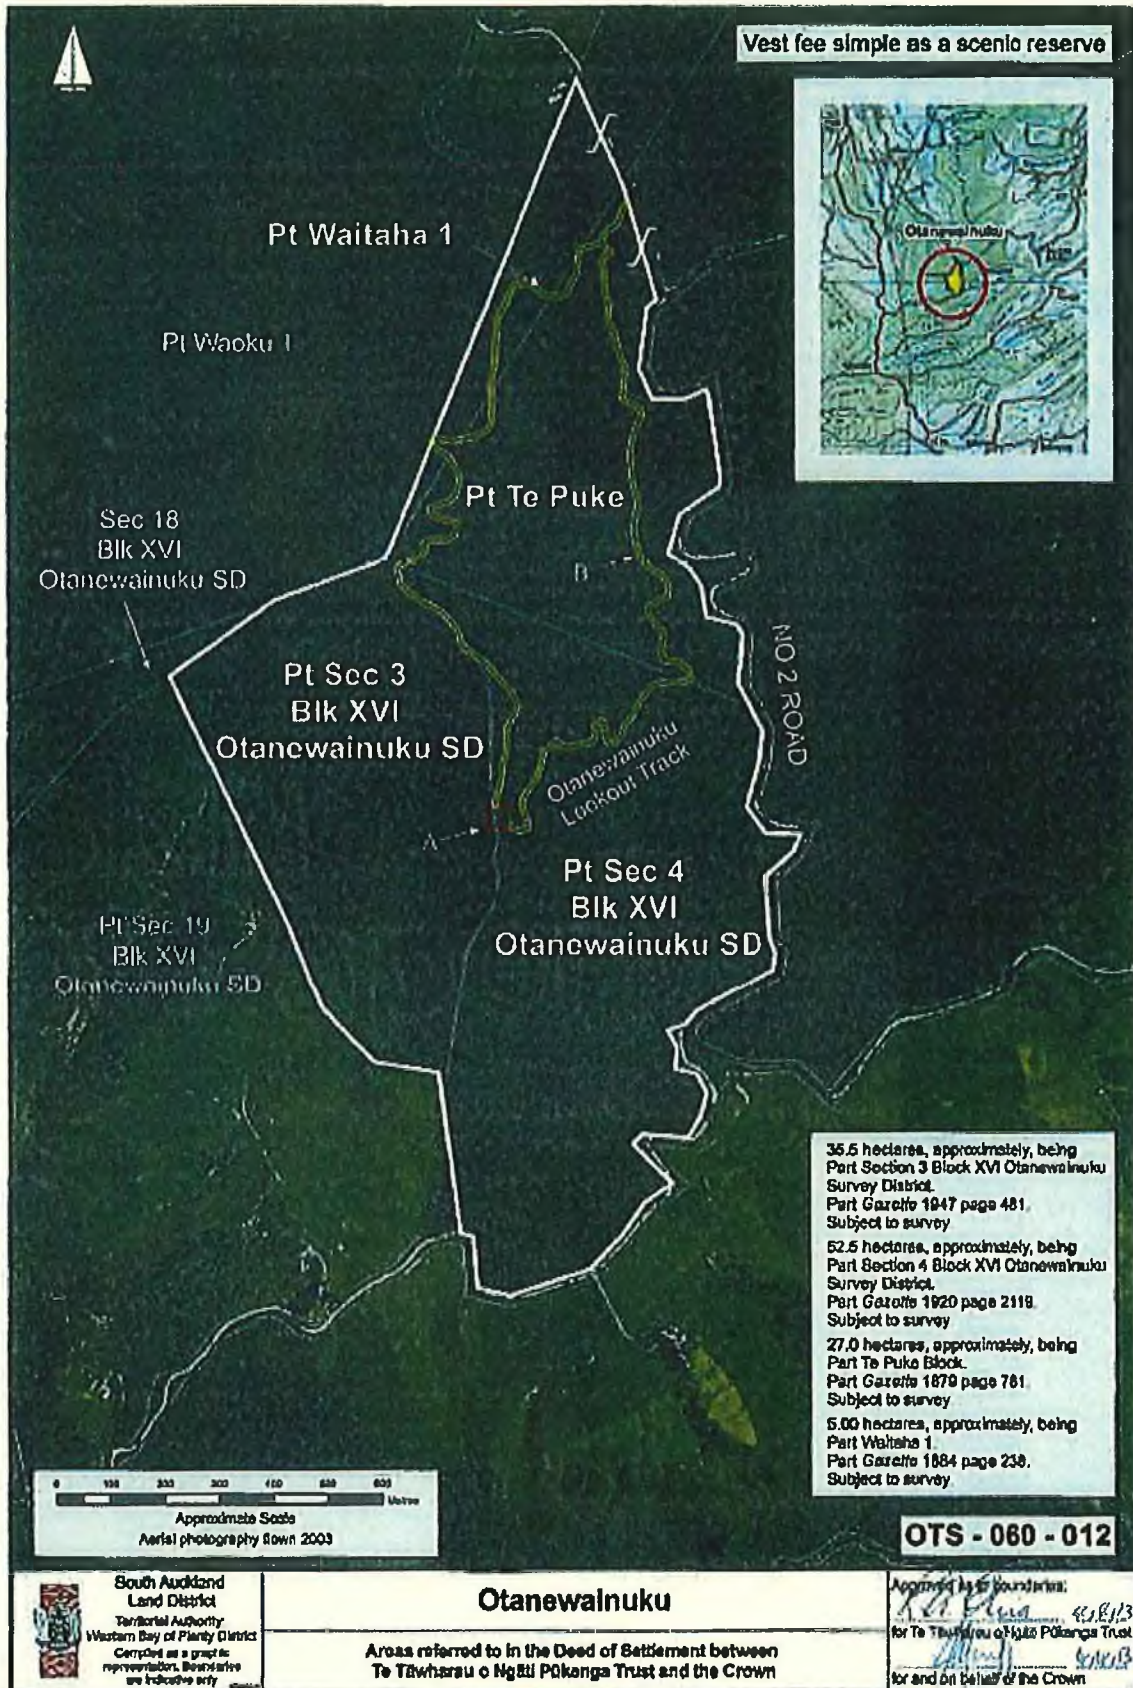 Vest fee simple as a scenic reserve
Otanewainuku
Pt Waitaha 1
Pt Waoku 1
Pt Te Puke
Sec 18
Blk XVI
Otanewainuku SD
B
NO 2 ROAD
Pt Sec 3
Blk XVI
Otanewainuku SD
Otanewainuku
Lookout Track
A
Pt Sec 4
Blk XVI
Otanewainuku SD
Pt Sec 19
Blk XVI
Otanewainuku SD
35.5 hectares, approximately, being
Part Section 3 Block XVI Otanewainuku
Survey District.
Part Gazette 1947 page 481.
Subject to survey
52.5 hectares, approximately, being
Part Section 4 Block XVI Otanewainuku
Survey District.
Part Gazette 1920 page 2119.
Subject to survey
27.0 hectares, approximately, being
Part Te Puke Block.
Part Gazette 1879 page 761.
Subject to survey
5.00 hectares, approximately, being
Part Waitaha 1.
Part Gazette 1884 page 238.
Subject to survey
0 100 200 300 400 500 600
Metres
Approximate Scale
Aerial photography flown 2003
OTS - 060 - 012
South Auckland
Land District
Territorial Authority
Western Bay of Plenty District
Compiled as a graphic
representation. Boundaries
are indicative only
Otanewainuku
Areas referred to in the Deed of Settlement between
Te Tāwharau o Ngāti Pūkenga Trust and the Crown
Approved as to boundaries:
for Te Tāwharau o Ngāti Pūkenga Trust
for and on behalf of the Crown